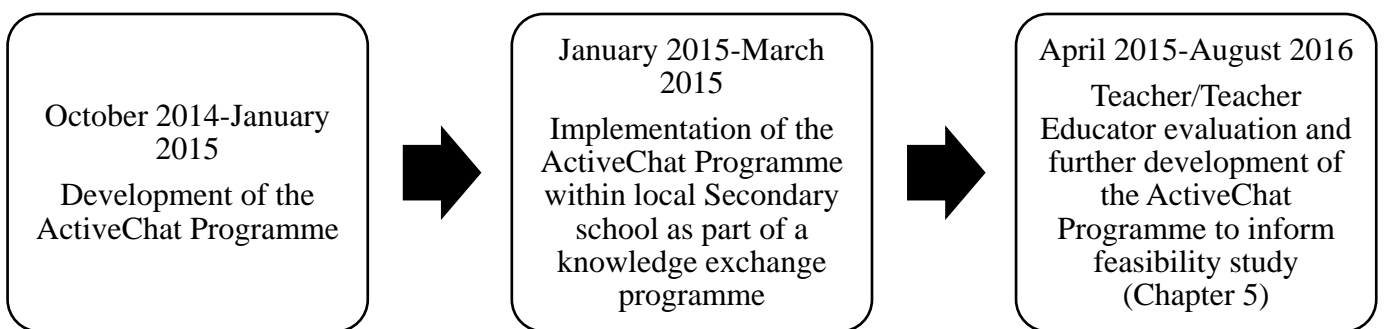 October 2014-January
2015
Development of the
ActiveChat Programme
January 2015-March
2015
Implementation of the
ActiveChat Programme
within local Secondary
school as part of a
knowledge exchange
programme
April 2015-August 2016
Teacher/Teacher
Educator evaluation and
further development of
the ActiveChat
Programme to inform
feasibility study
(Chapter 5)